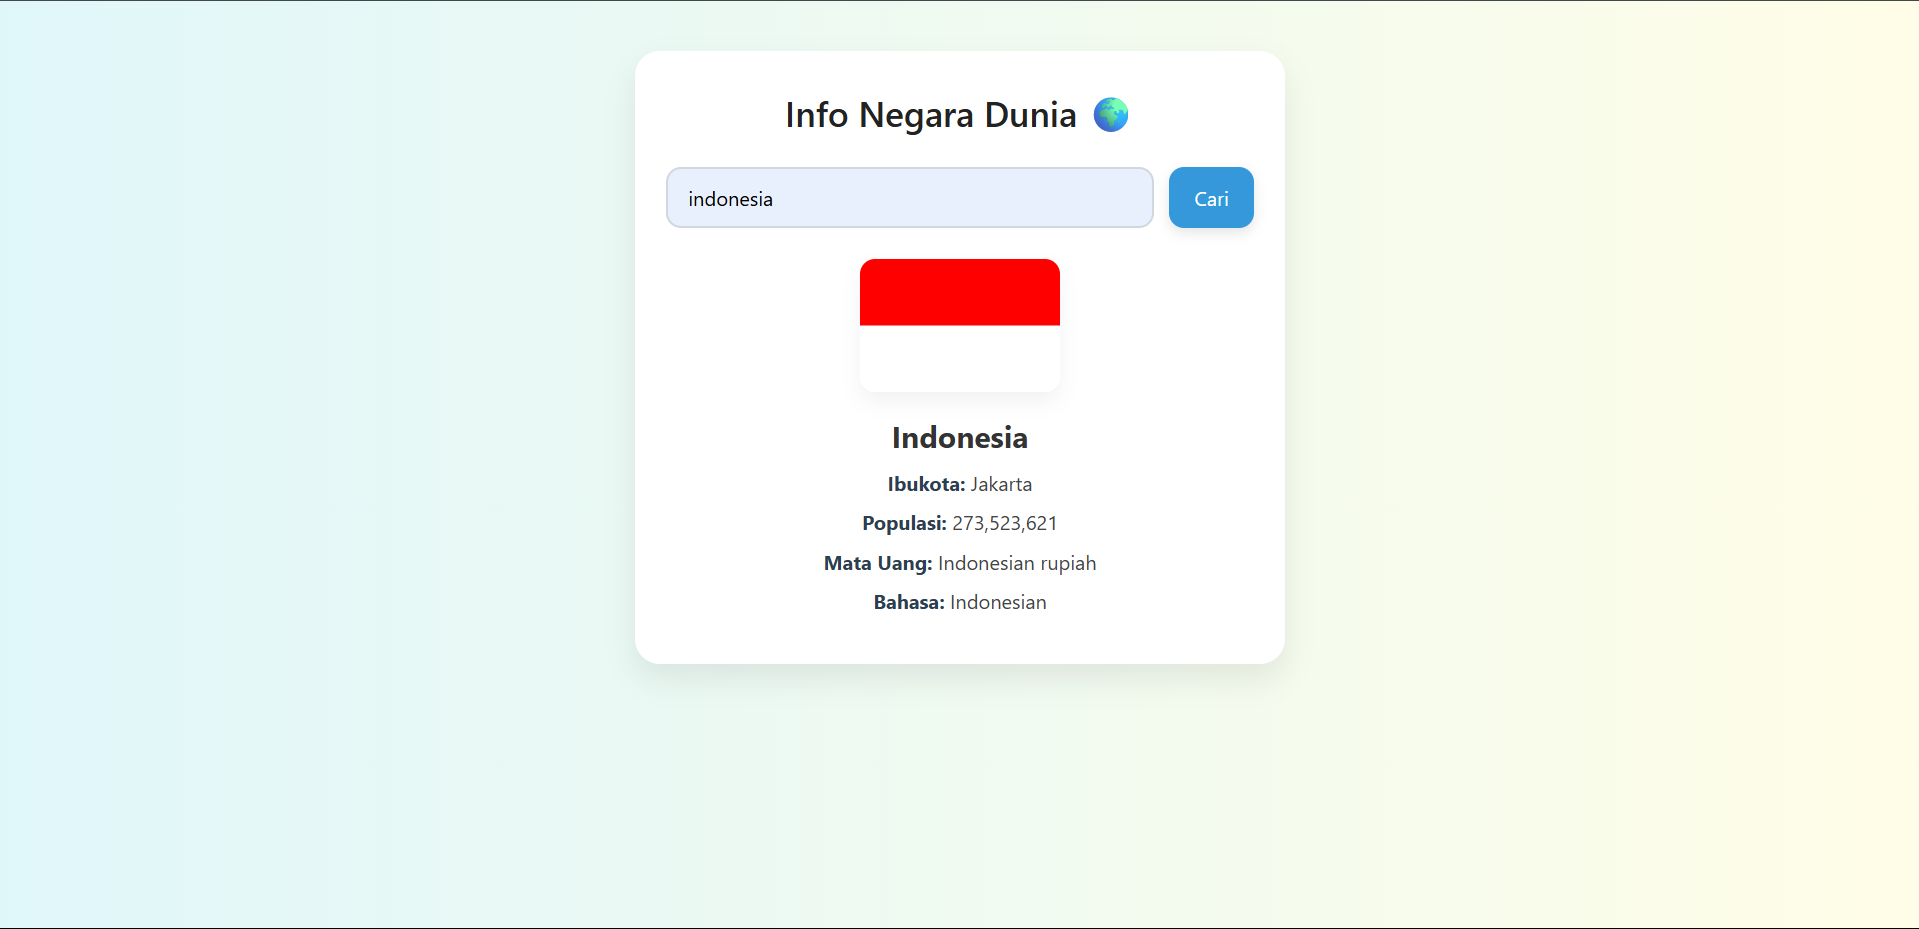 Info Negara Dunia 🌍
indonesia
Cari
Indonesia
Ibukota: Jakarta
Populasi: 273,523,621
Mata Uang: Indonesian rupiah
Bahasa: Indonesian